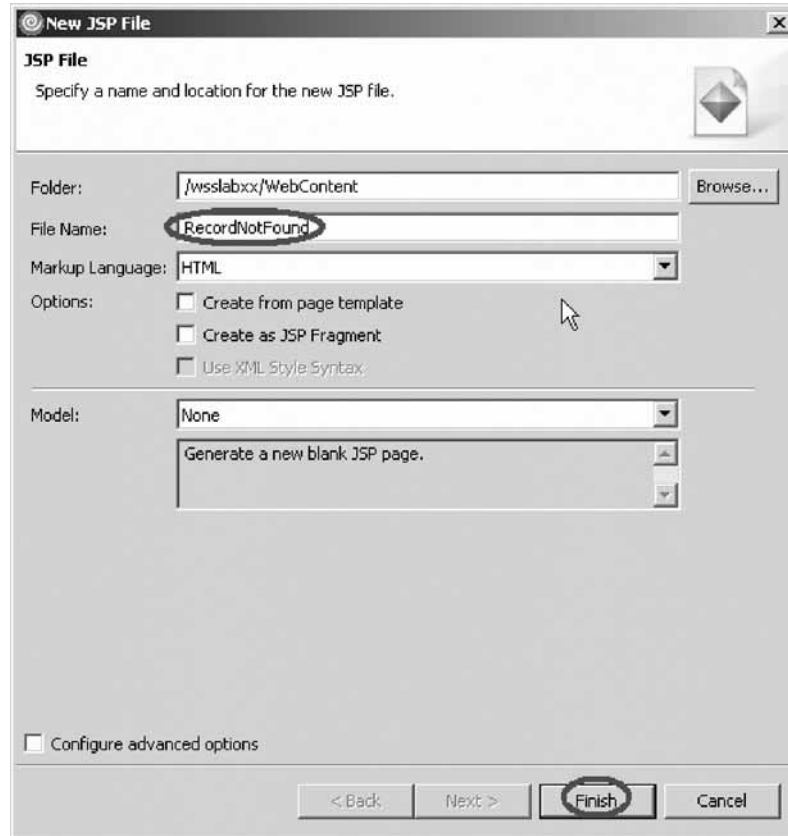 New JSP File
JSP File
Specify a name and location for the new JSP file.
Folder: /wsslabxx/WebContent Browse...
File Name: RecordNotFound
Markup Language: HTML
Options: Create from page template
Create as JSP Fragment
Use XML Style Syntax
Model: None
Generate a new blank JSP page.
Configure advanced options
< Back Next > Finish Cancel